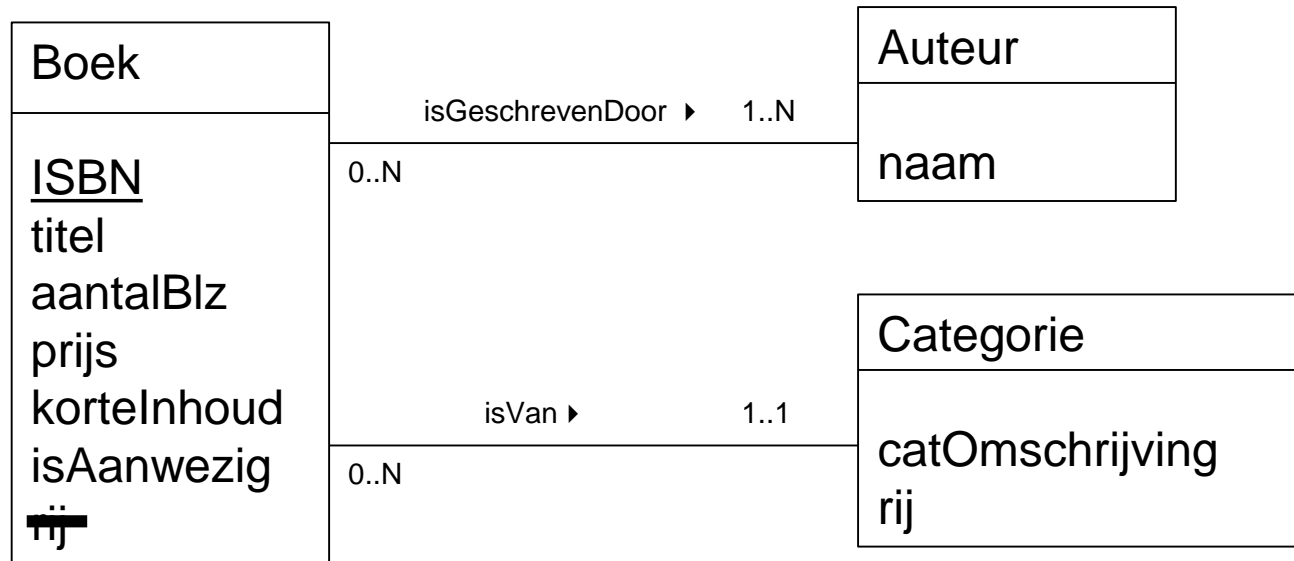 Boek
ISBN
titel
aantalBlz
prijs
korteInhoud
isAanwezig
rij
isGeschrevenDoor ▸ 1..N
0..N
Auteur
naam
isVan ▸ 1..1
0..N
Categorie
catOmschrijving
rij